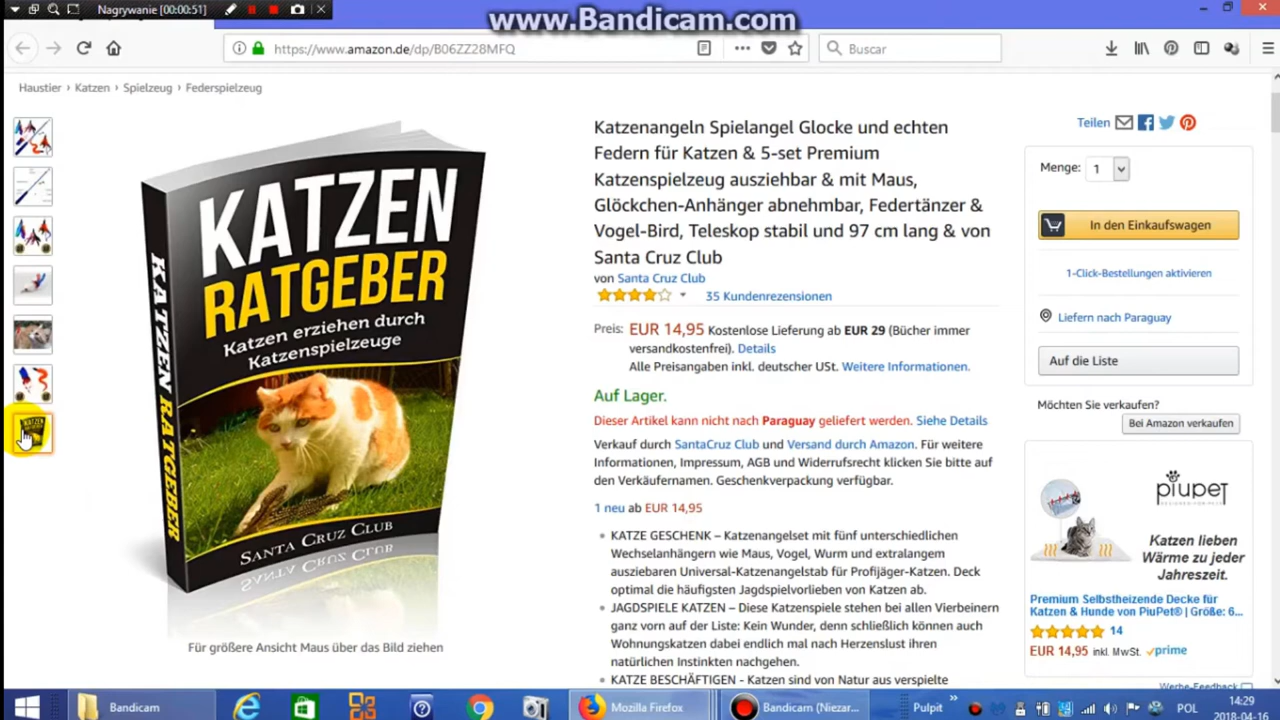 Nagrywanie [00:00:51]
www.Bandicam.com
https://www.amazon.de/dp/B06ZZ28MFQ
Buscar
Haustier › Katzen › Spielzeug › Federspielzeug
KATZEN
RATGEBER
Katzen erziehen durch
Katzenspielzeuge
SANTA CRUZ CLUB
KATZEN RATGEBER
Für größere Ansicht Maus über das Bild ziehen
Katzenangeln Spielangel Glocke und echten
Federn für Katzen & 5-set Premium
Katzenspielzeug ausziehbar & mit Maus,
Glöckchen-Anhänger abnehmbar, Federtänzer &
Vogel-Bird, Teleskop stabil und 97 cm lang & von
Santa Cruz Club
von Santa Cruz Club
35 Kundenrezensionen
Preis: EUR 14,95 Kostenlose Lieferung ab EUR 29 (Bücher immer
versandkostenfrei). Details
Alle Preisangaben inkl. deutscher USt. Weitere Informationen.
Auf Lager.
Dieser Artikel kann nicht nach Paraguay geliefert werden. Siehe Details
Verkauf durch SantaCruz Club und Versand durch Amazon. Für weitere
Informationen, Impressum, AGB und Widerrufsrecht klicken Sie bitte auf
den Verkäufernamen. Geschenkverpackung verfügbar.
1 neu ab EUR 14,95
KATZE GESCHENK – Katzenangelset mit fünf unterschiedlichen
Wechselanhängern wie Maus, Vogel, Wurm und extralangem
ausziehbaren Universal-Katzenangelstab für Profijäger-Katzen. Deck
optimal die häufigsten Jagdspielvorlieben von Katzen ab.
JAGDSPIELE KATZEN – Diese Katzenspiele stehen bei allen Vierbeinern
ganz vorn auf der Liste: Kein Wunder, denn schließlich können auch
Wohnungskatzen dabei endlich mal nach Herzenslust ihren
natürlichen Instinkten nachgehen.
KATZE BESCHÄFTIGEN - Katzen sind von Natur aus verspielte
Teilen
Menge: 1
In den Einkaufswagen
1-Click-Bestellungen aktivieren
Liefern nach Paraguay
Auf die Liste
Möchten Sie verkaufen?
Bei Amazon verkaufen
piupet
Katzen lieben
Wärme zu jeder
Jahreszeit.
Premium Selbstheizende Decke für
Katzen & Hunde von PiuPet® | Größe: 6...
14
EUR 14,95 inkl. MwSt. prime
Werbe-Feedback
Bandicam
Mozilla Firefox
Bandicam (Niezar...
Pulpit
POL
14:29
2018-04-16